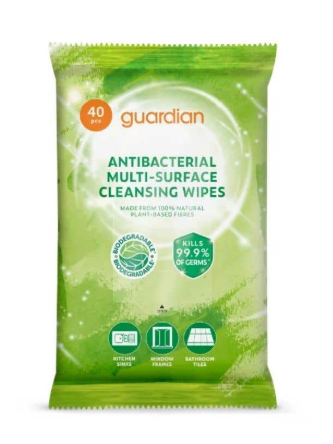 40
pcs
guardian
ANTIBACTERIAL
MULTI-SURFACE
CLEANSING WIPES
MADE FROM 100% NATURAL
PLANT-BASED FIBRES
BIODEGRADABLE
BIODEGRADABLE
KILLS
99.9%
OF GERMS*
KITCHEN
SINKS
WINDOW
FRAMES
BATHROOM
TILES